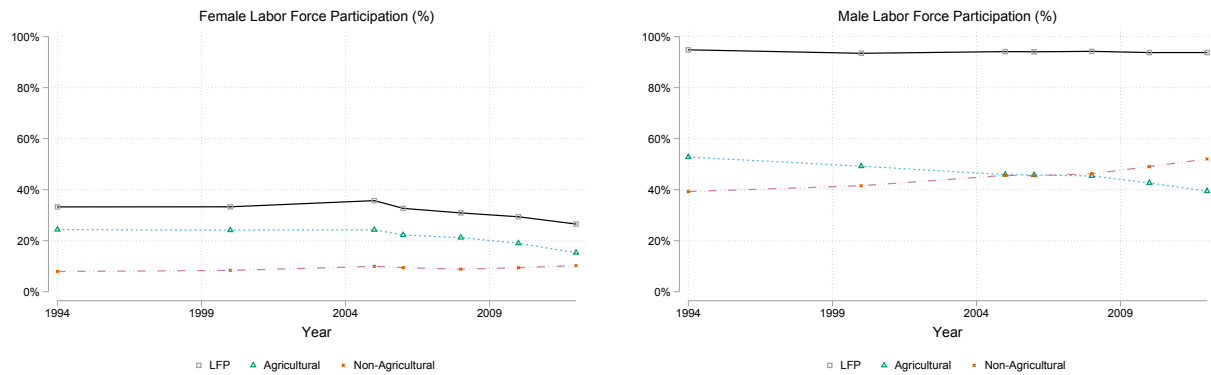 Female Labor Force Participation (%)
100%
80%
60%
40%
20%
0%
1994 1999 2004 2009
Year
LFP Agricultural Non-Agricultural
Male Labor Force Participation (%)
100%
80%
60%
40%
20%
0%
1994 1999 2004 2009
Year
LFP Agricultural Non-Agricultural